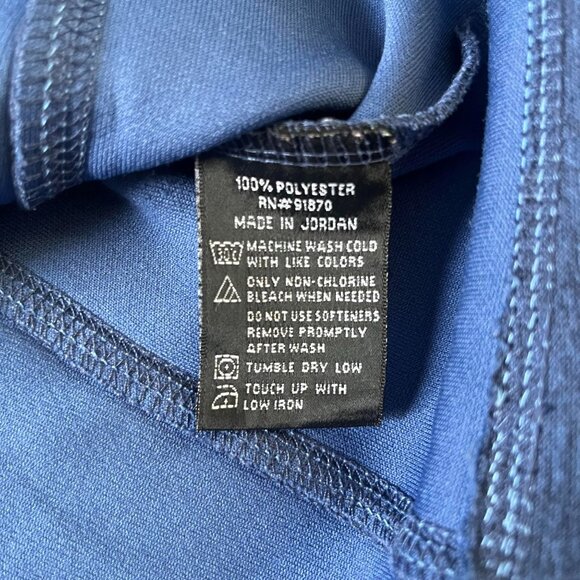 100% POLYESTER
RN#91870
MADE IN JORDAN
MACHINE WASH COLD
WITH LIKE COLORS
ONLY NON-CHLORINE
BLEACH WHEN NEEDED
DO NOT USE SOFTENERS
REMOVE PROMPTLY
AFTER WASH
TUMBLE DRY LOW
TOUCH UP WITH
LOW IRON